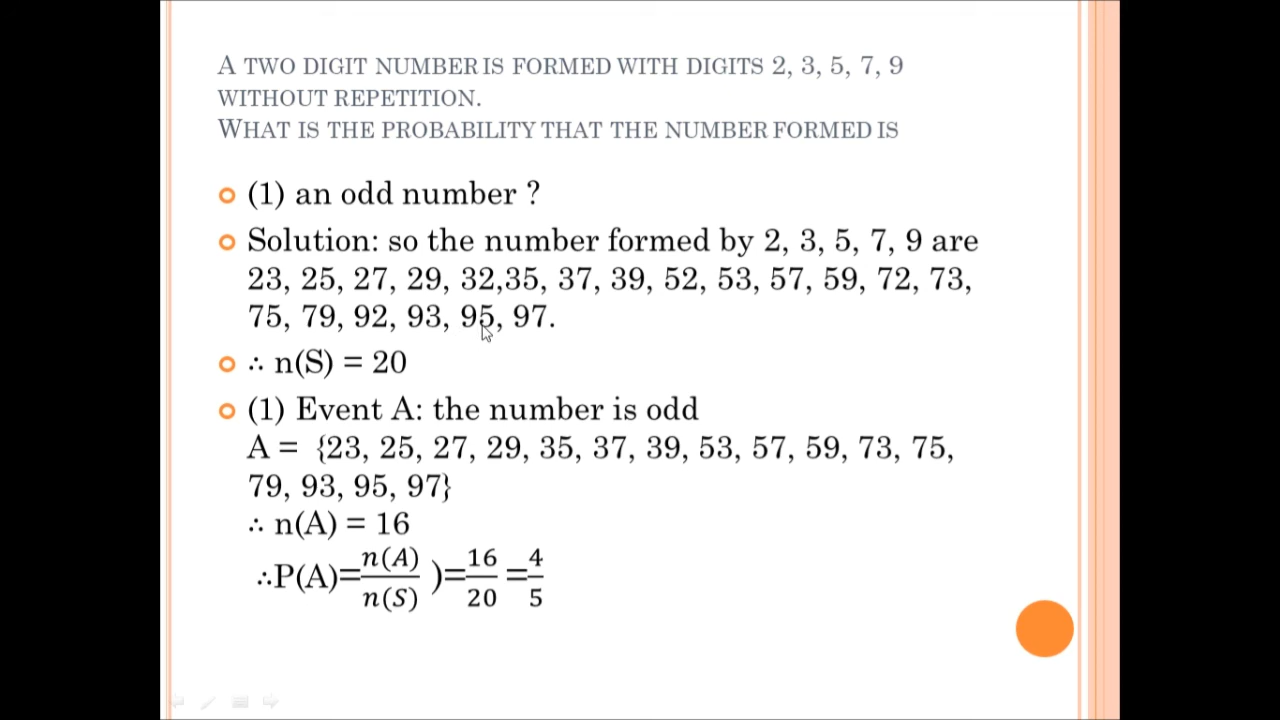 A TWO DIGIT NUMBER IS FORMED WITH DIGITS 2, 3, 5, 7, 9
WITHOUT REPETITION.
WHAT IS THE PROBABILITY THAT THE NUMBER FORMED IS
(1) an odd number ?
Solution: so the number formed by 2, 3, 5, 7, 9 are
23, 25, 27, 29, 32,35, 37, 39, 52, 53, 57, 59, 72, 73,
75, 79, 92, 93, 95, 97.
∴ n(S) = 20
(1) Event A: the number is odd
A = {23, 25, 27, 29, 35, 37, 39, 53, 57, 59, 73, 75,
79, 93, 95, 97}
∴ n(A) = 16
∴P(A)=n(A)/n(S) )=16/20 =4/5